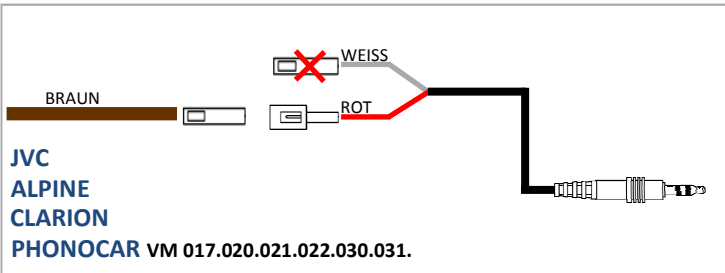 WEISS
BRAUN
ROT
JVC
ALPINE
CLARION
PHONOCAR VM 017.020.021.022.030.031.